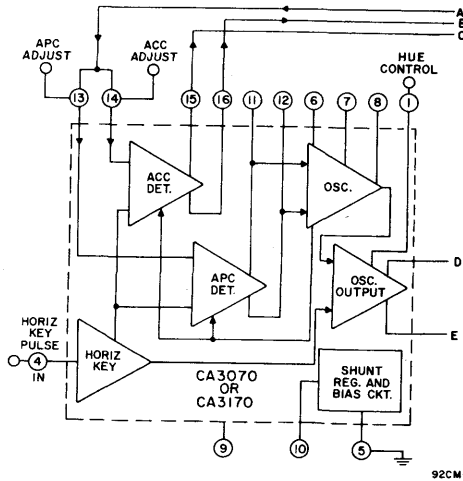 A
B
C
APC
ADJUST
ACC
ADJUST
HUE
CONTROL
13
14
15
16
11
12
6
7
8
1
ACC
DET.
OSC.
APC
DET.
OSC.
OUTPUT
D
E
HORIZ
KEY
PULSE
4
IN
HORIZ
KEY
CA3070
OR
CA3170
SHUNT
REG. AND
BIAS CKT.
9
10
5
92CM